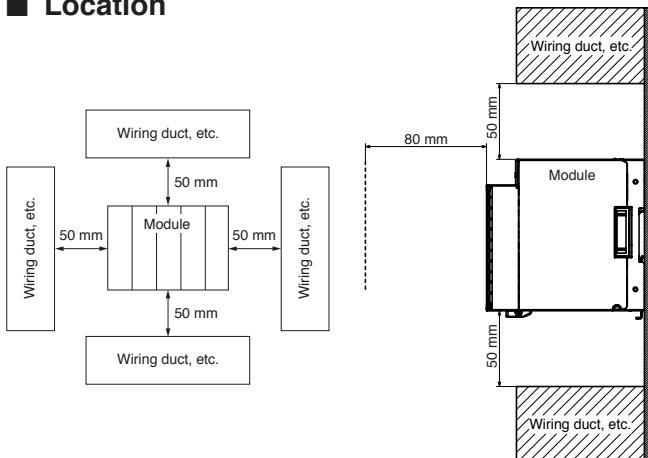 ■ Location
Wiring duct, etc.
50 mm
Wiring duct, etc.
50 mm
Module
50 mm
Wiring duct, etc.
50 mm
Wiring duct, etc.
Wiring duct, etc.
50 mm
80 mm
Module
50 mm
Wiring duct, etc.